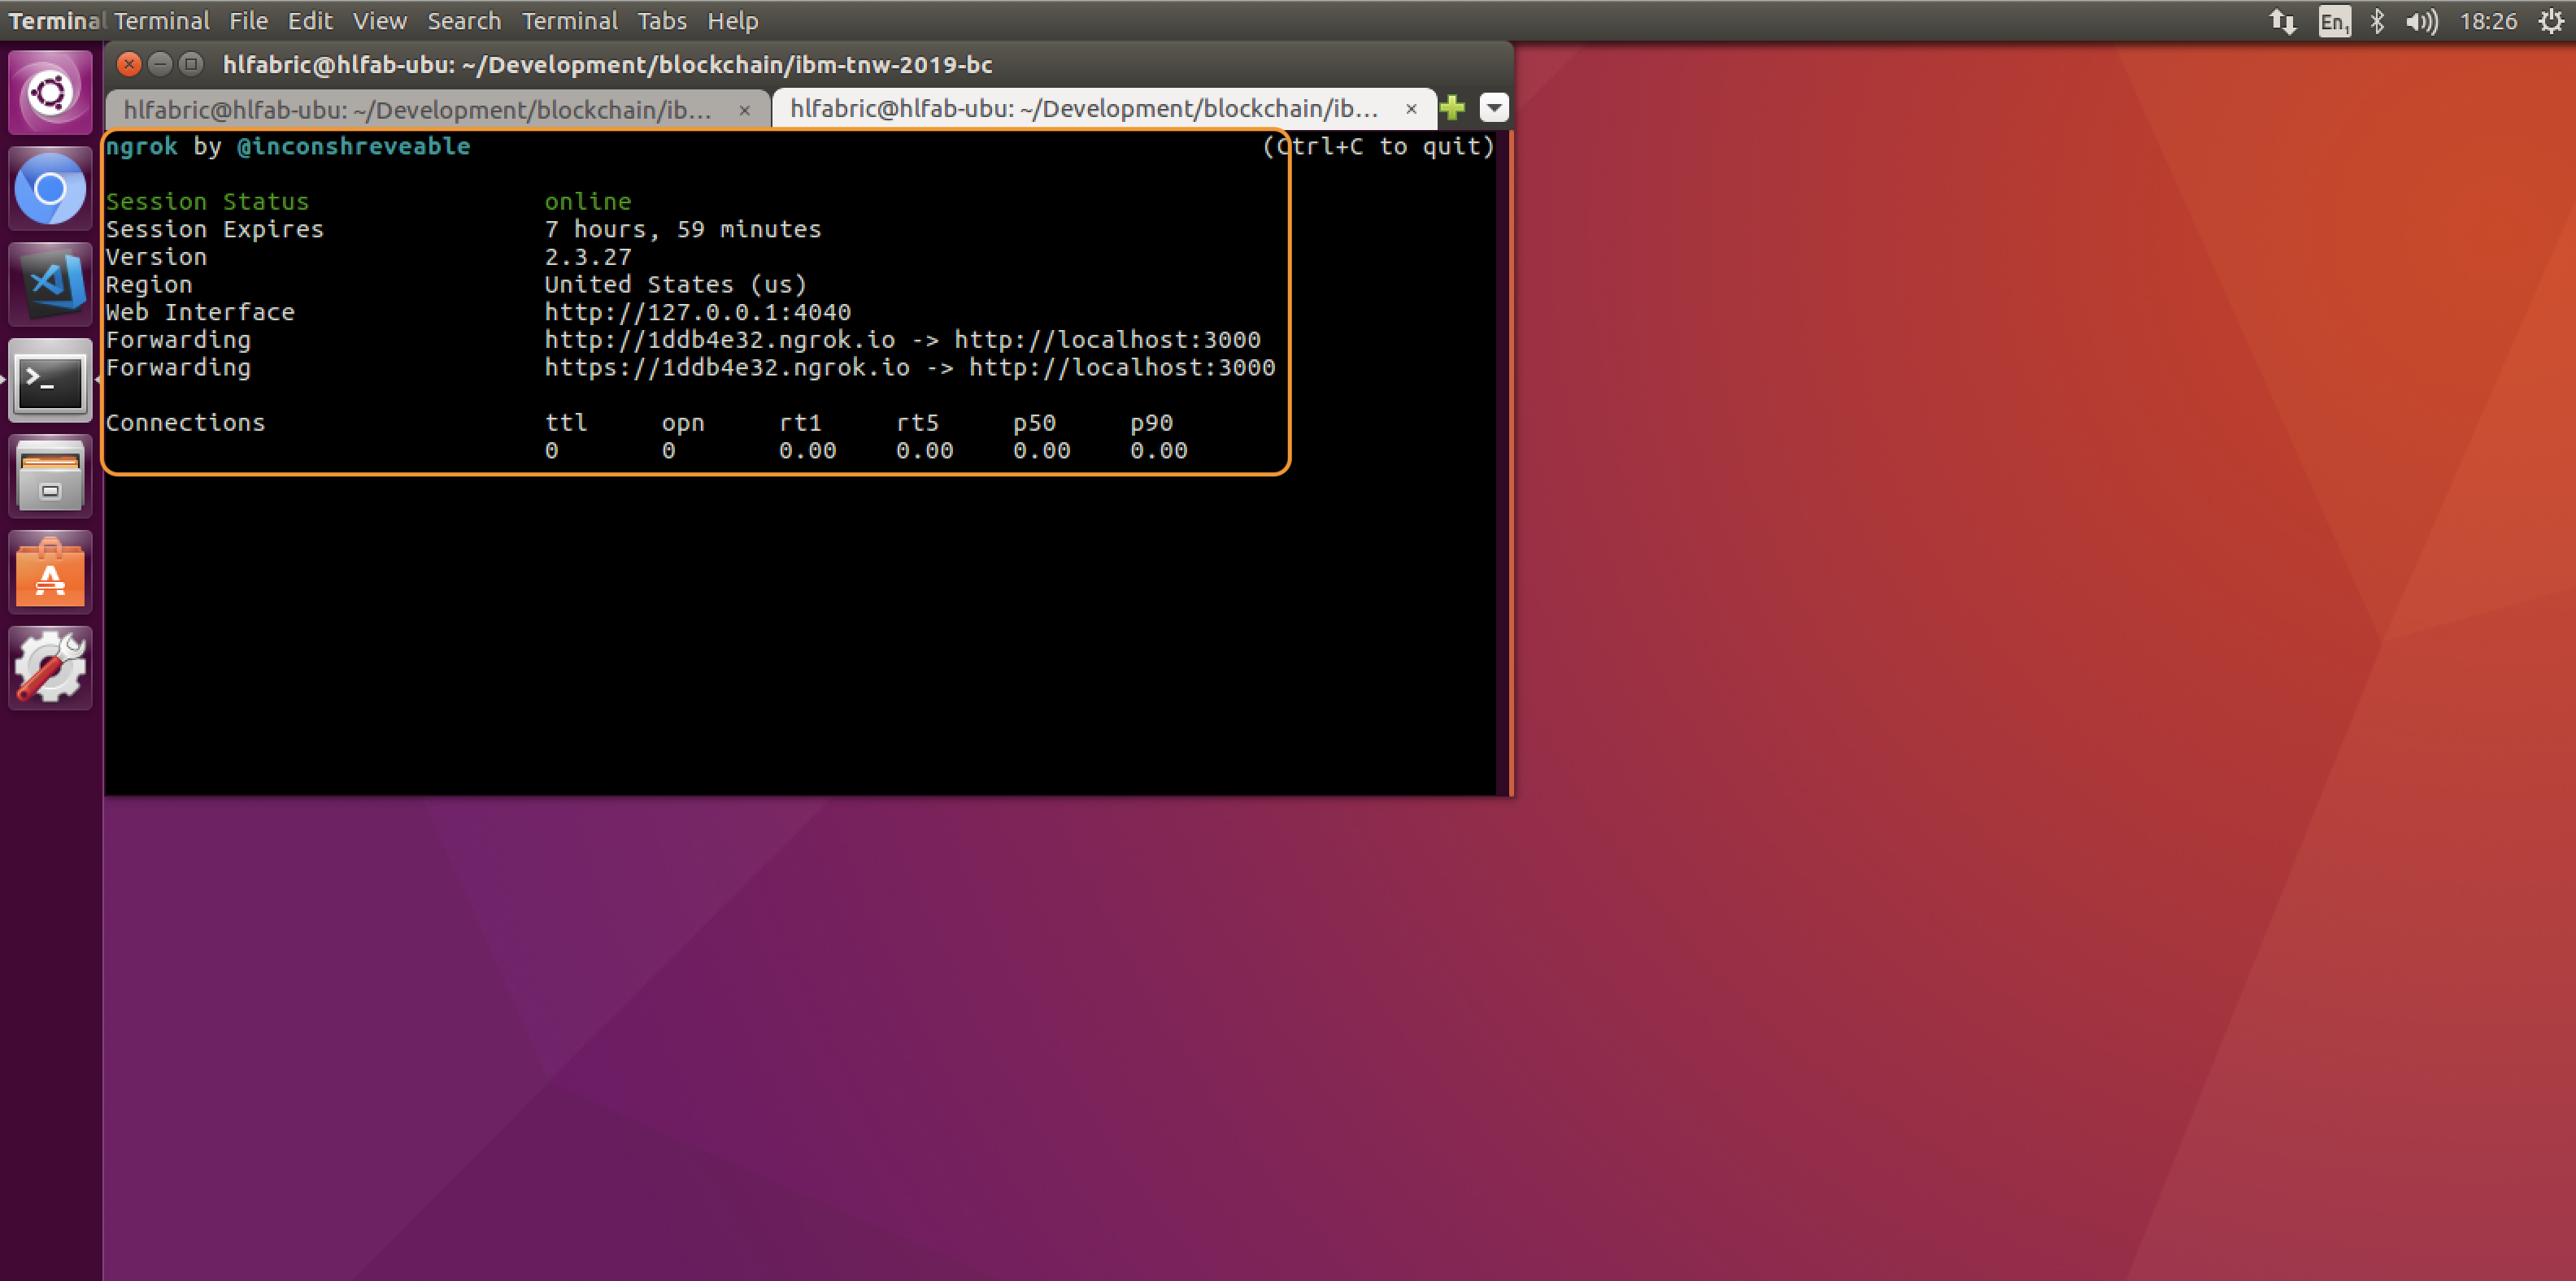 Terminal Terminal File Edit View Search Terminal Tabs Help En1 18:26
hlfabric@hlfab-ubu: ~/Development/blockchain/ibm-tnw-2019-bc
hlfabric@hlfab-ubu: ~/Development/blockchain/ib... × hlfabric@hlfab-ubu: ~/Development/blockchain/ib... ×
ngrok by @inconshreveable (Ctrl+C to quit)
Session Status online
Session Expires 7 hours, 59 minutes
Version 2.3.27
Region United States (us)
Web Interface http://127.0.0.1:4040
Forwarding http://1ddb4e32.ngrok.io -> http://localhost:3000
Forwarding https://1ddb4e32.ngrok.io -> http://localhost:3000
Connections ttl opn rt1 rt5 p50 p90
0 0 0.00 0.00 0.00 0.00